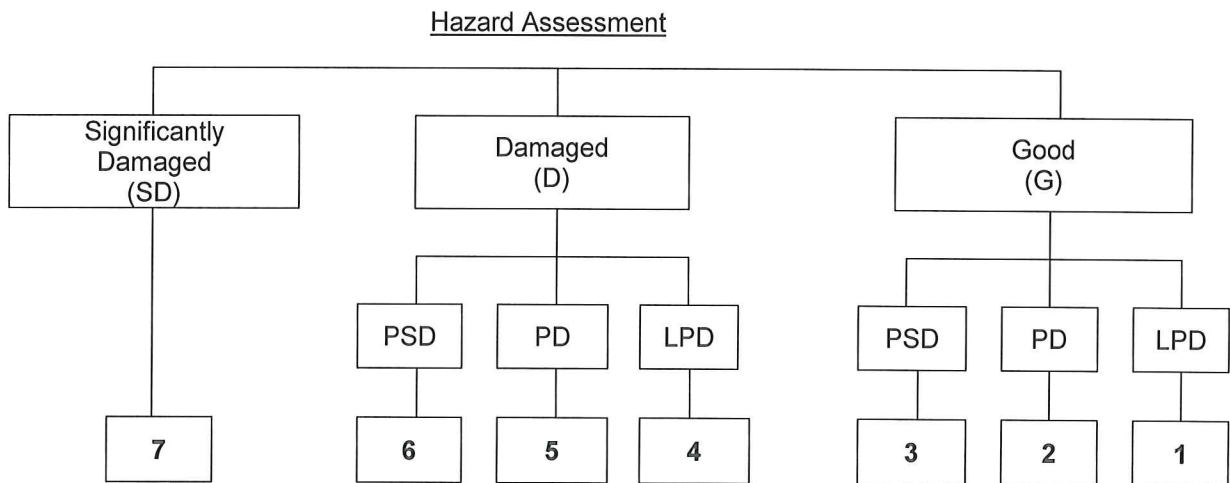 Hazard Assessment
Significantly
Damaged
(SD)
Damaged
(D)
Good
(G)
PSD
PD
LPD
PSD
PD
LPD
7
6
5
4
3
2
1